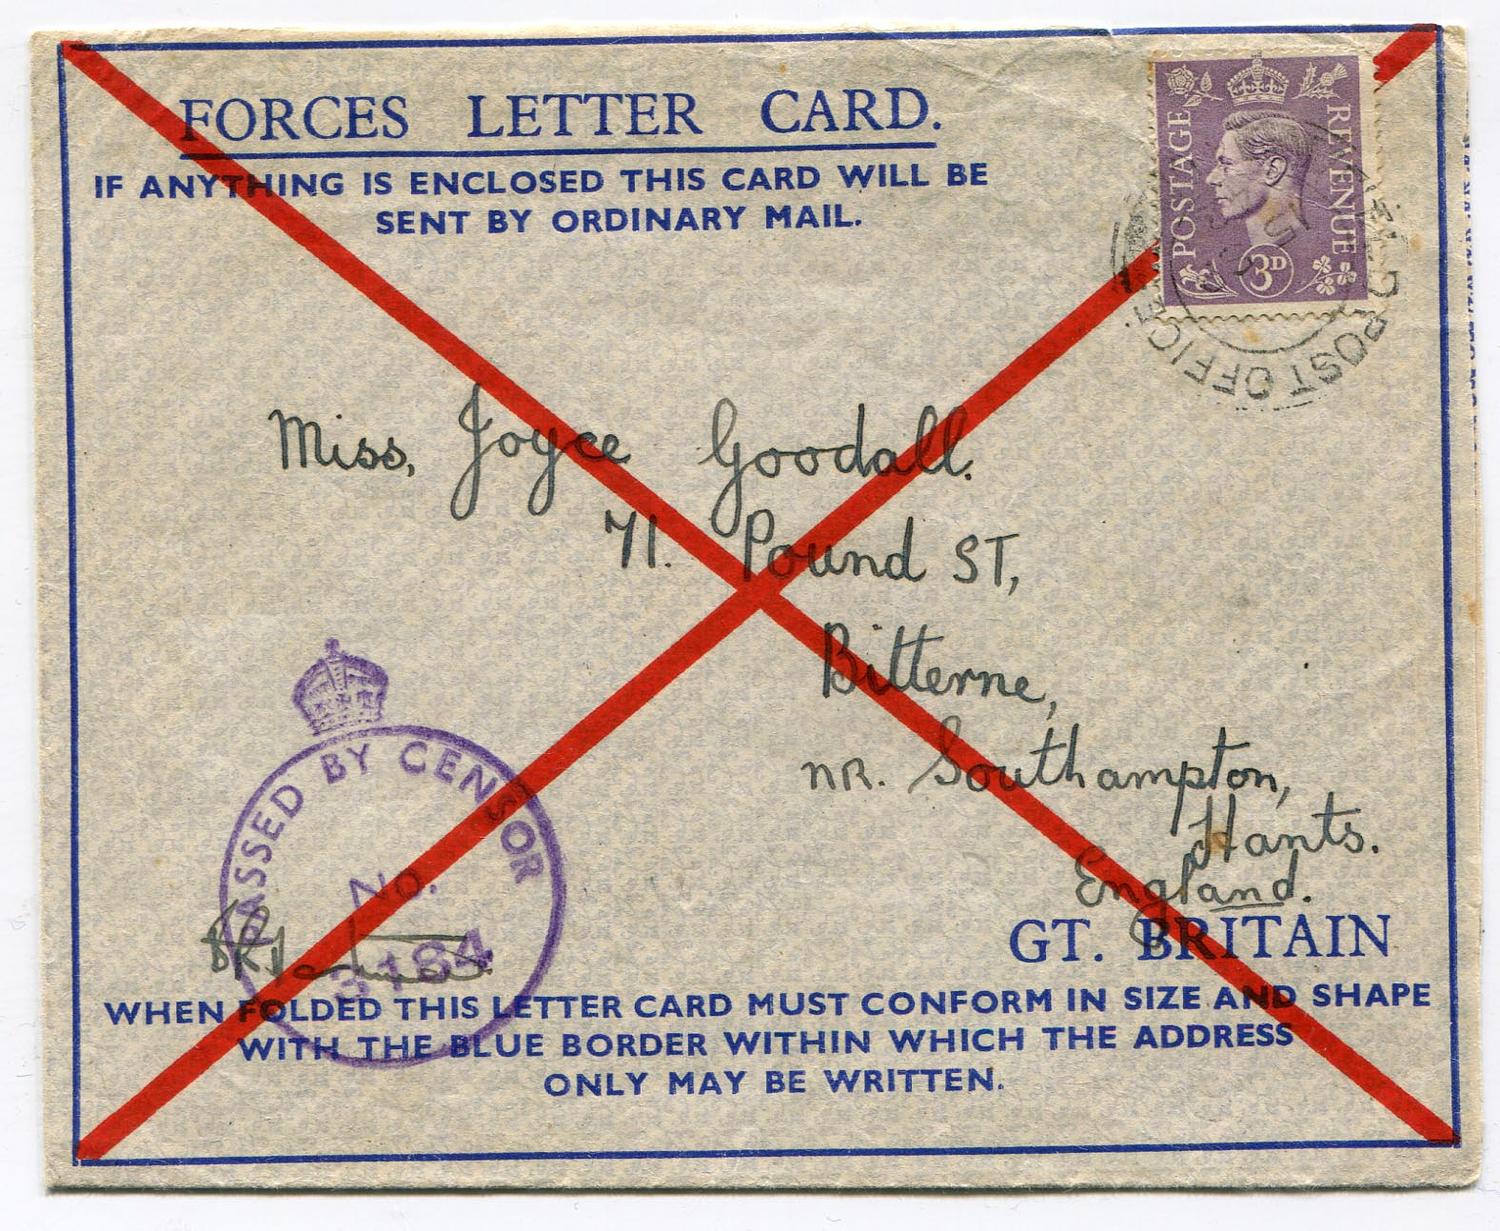 FORCES LETTER CARD.
IF ANYTHING IS ENCLOSED THIS CARD WILL BE
SENT BY ORDINARY MAIL.
POSTAGE
REVENUE
3D
POST OFFICE
Miss, Joyce Goodall.
71. Pound ST,
Bitterne,
NR. Southampton,
Hants.
England.
GT. BRITAIN
PASSED BY CENSOR
No.
3184
WHEN FOLDED THIS LETTER CARD MUST CONFORM IN SIZE AND SHAPE
WITH THE BLUE BORDER WITHIN WHICH THE ADDRESS
ONLY MAY BE WRITTEN.